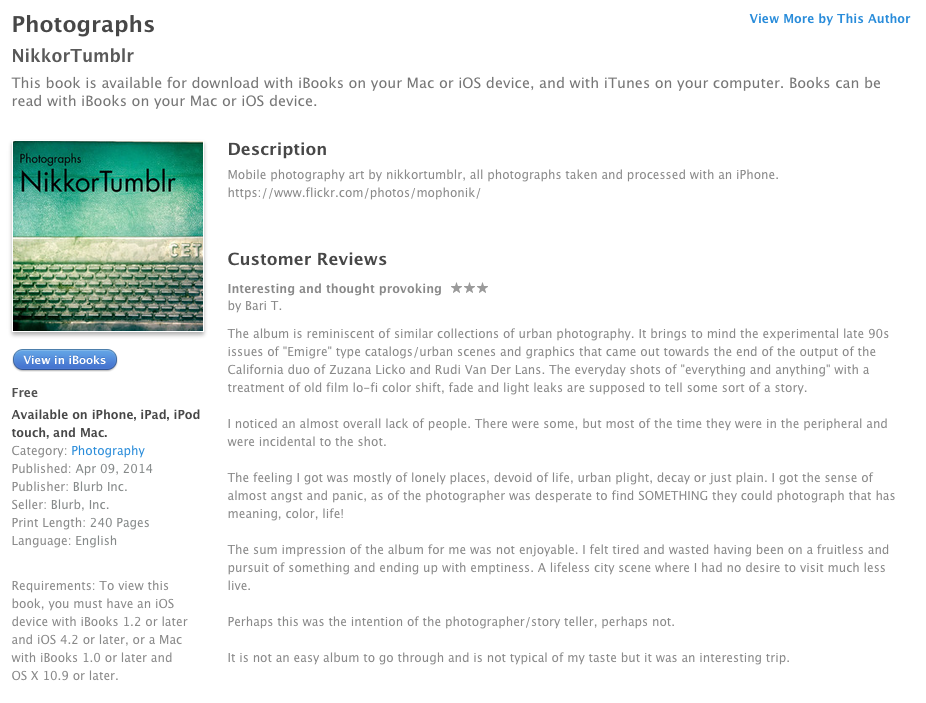 Photographs
View More by This Author
NikkorTumblr
This book is available for download with iBooks on your Mac or iOS device, and with iTunes on your computer. Books can be
read with iBooks on your Mac or iOS device.
Photographs
NikkorTumblr
CET
View in iBooks
Free
Available on iPhone, iPad, iPod
touch, and Mac.
Category: Photography
Published: Apr 09, 2014
Publisher: Blurb Inc.
Seller: Blurb, Inc.
Print Length: 240 Pages
Language: English
Requirements: To view this
book, you must have an iOS
device with iBooks 1.2 or later
and iOS 4.2 or later, or a Mac
with iBooks 1.0 or later and
OS X 10.9 or later.
Description
Mobile photography art by nikkortumblr, all photographs taken and processed with an iPhone.
https://www.flickr.com/photos/mophonik/
Customer Reviews
Interesting and thought provoking ★★★
by Bari T.
The album is reminiscent of similar collections of urban photography. It brings to mind the experimental late 90s
issues of "Emigre" type catalogs/urban scenes and graphics that came out towards the end of the output of the
California duo of Zuzana Licko and Rudi Van Der Lans. The everyday shots of "everything and anything" with a
treatment of old film lo-fi color shift, fade and light leaks are supposed to tell some sort of a story.
I noticed an almost overall lack of people. There were some, but most of the time they were in the peripheral and
were incidental to the shot.
The feeling I got was mostly of lonely places, devoid of life, urban plight, decay or just plain. I got the sense of
almost angst and panic, as of the photographer was desperate to find SOMETHING they could photograph that has
meaning, color, life!
The sum impression of the album for me was not enjoyable. I felt tired and wasted having been on a fruitless and
pursuit of something and ending up with emptiness. A lifeless city scene where I had no desire to visit much less
live.
Perhaps this was the intention of the photographer/story teller, perhaps not.
It is not an easy album to go through and is not typical of my taste but it was an interesting trip.